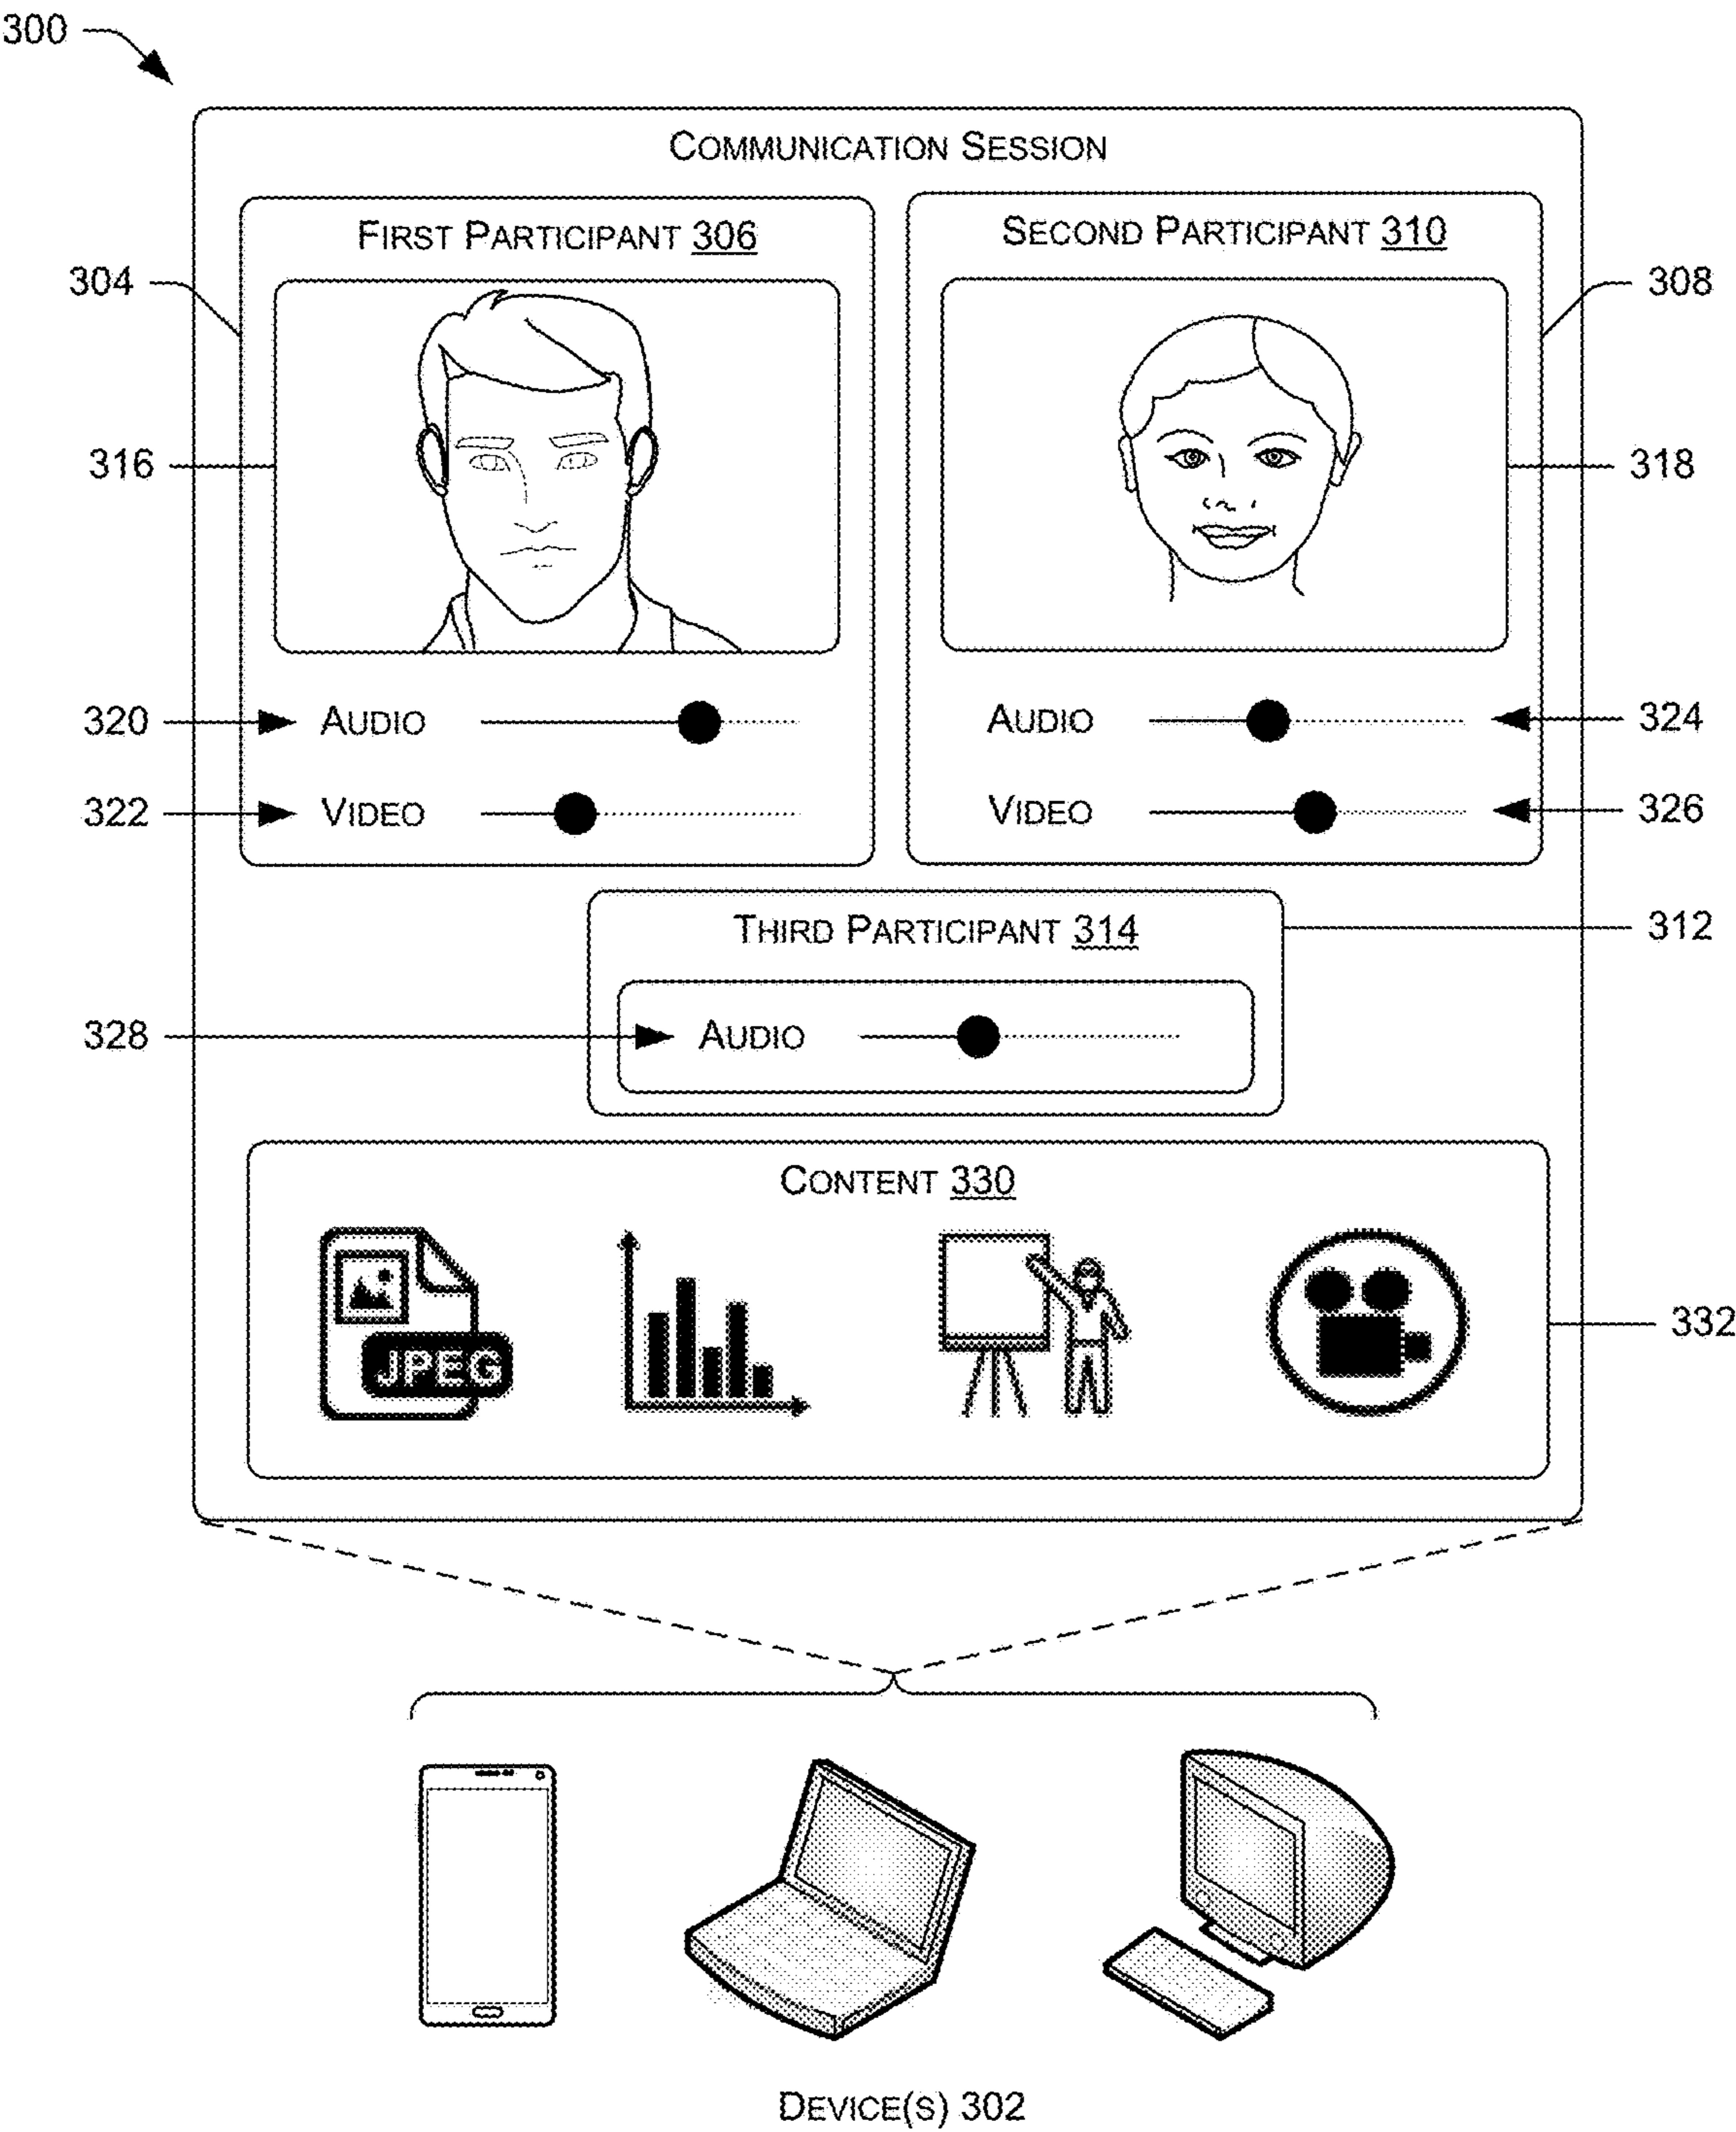 300
COMMUNICATION SESSION
FIRST PARTICIPANT 306
SECOND PARTICIPANT 310
304
308
316
318
320
AUDIO
AUDIO
324
322
VIDEO
VIDEO
326
THIRD PARTICIPANT 314
312
328
AUDIO
CONTENT 330
JPEG
332
DEVICE(S) 302